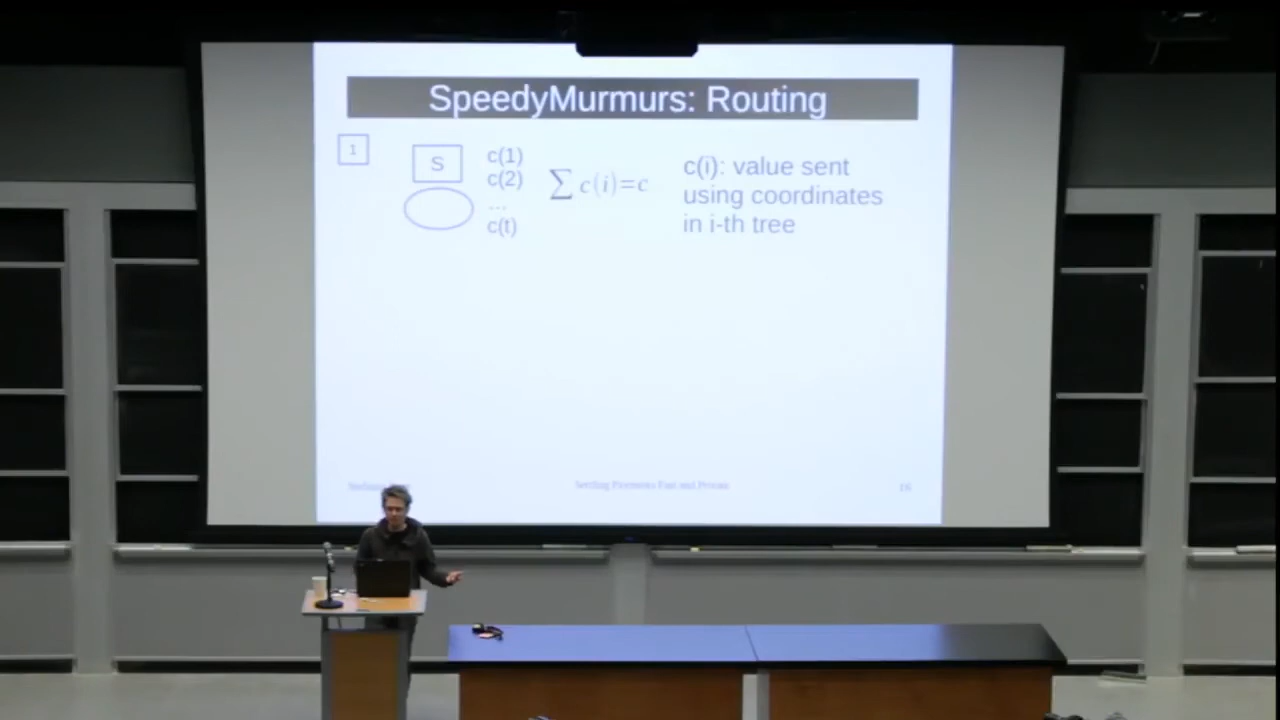 SpeedyMurmurs: Routing
1
S
c(1)
c(2)
...
c(t)
∑ c(i)=c
c(i): value sent
using coordinates
in i-th tree
Settling Payments Fast and Private
16